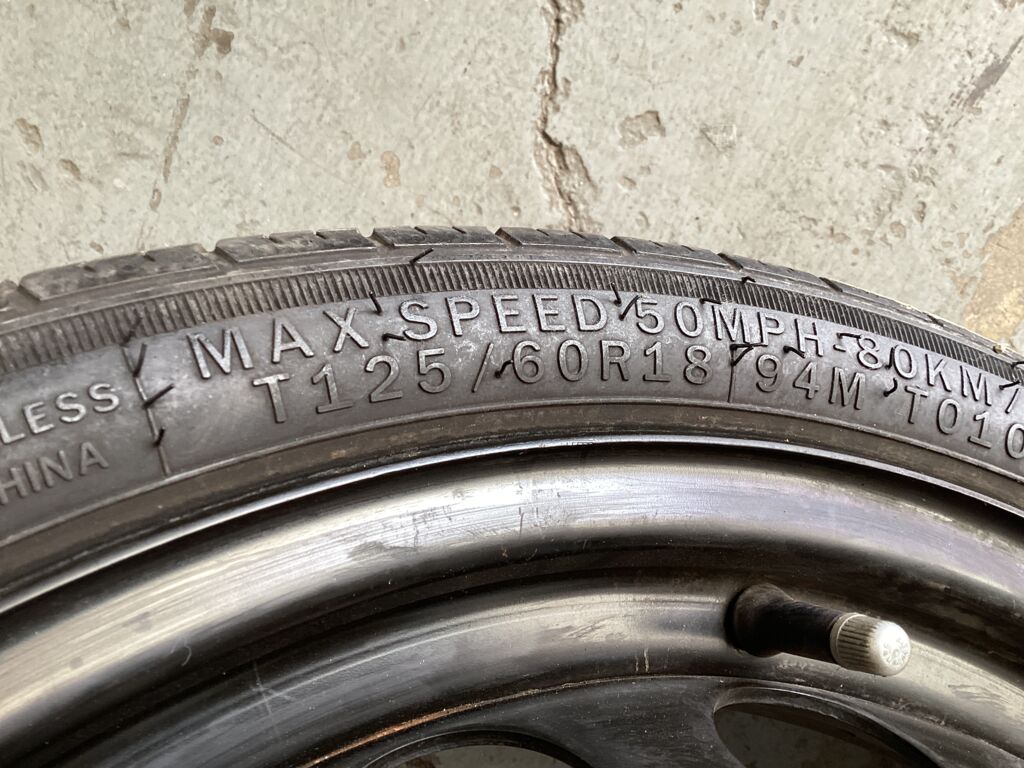 MAX SPEED 50MPH-80KM/
T125/60R18 94M T010
LESS
HINA